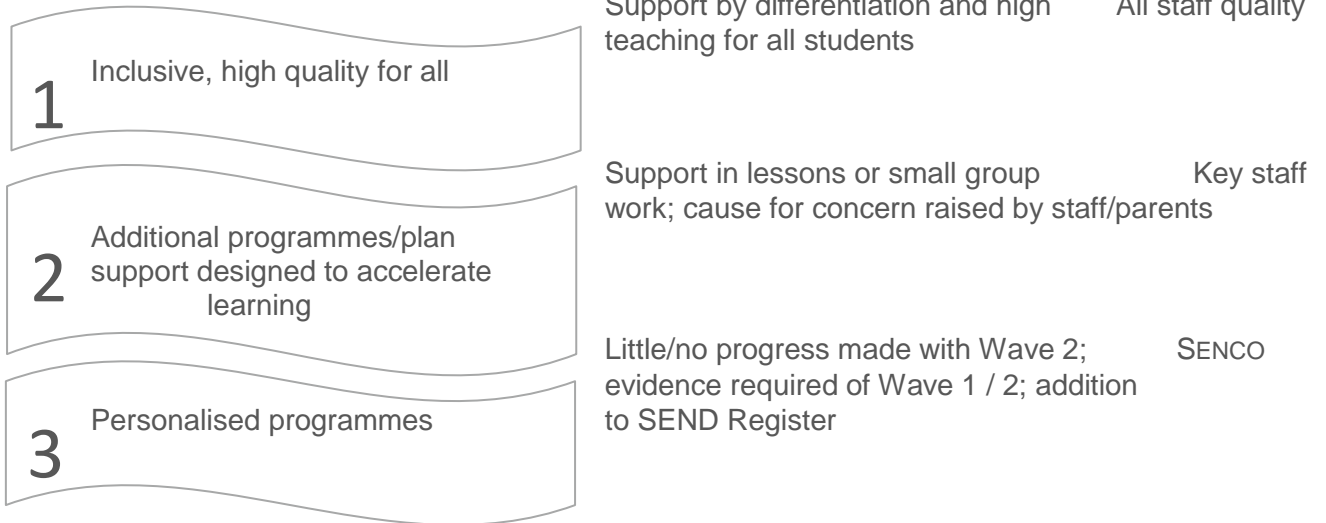 Support by differentiation and high All staff quality
teaching for all students
1 Inclusive, high quality for all
Support in lessons or small group Key staff
work; cause for concern raised by staff/parents
2 Additional programmes/plan
support designed to accelerate
learning
Little/no progress made with Wave 2; SENCO
evidence required of Wave 1 / 2; addition
to SEND Register
3 Personalised programmes